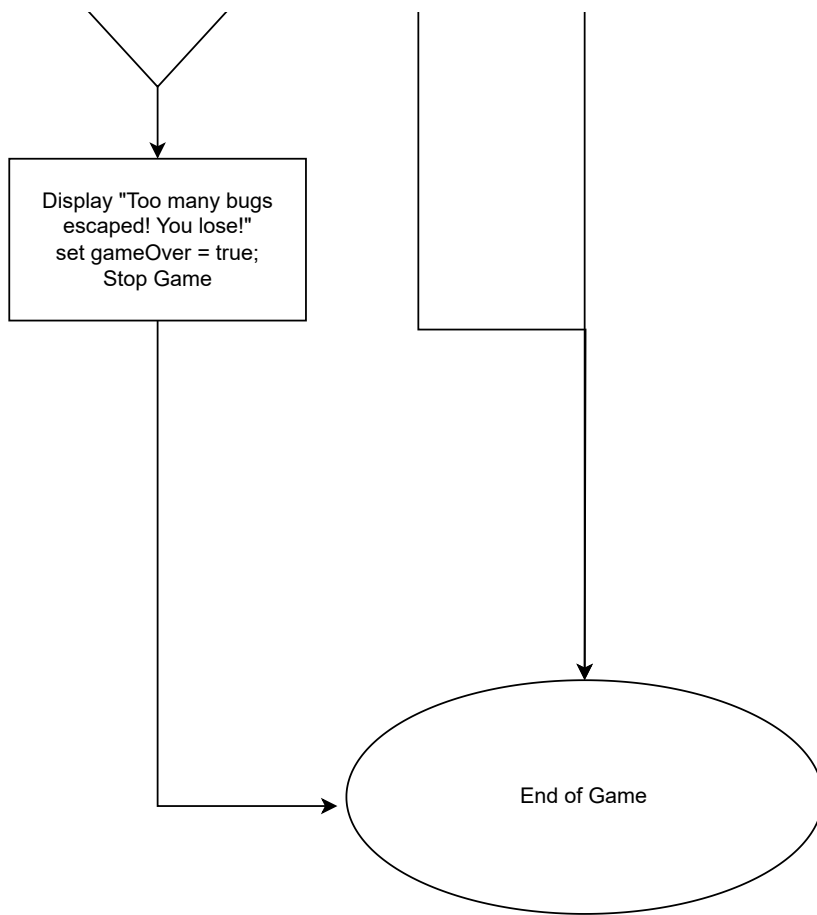 Display "Too many bugs
escaped! You lose!"
set gameOver = true;
Stop Game
End of Game